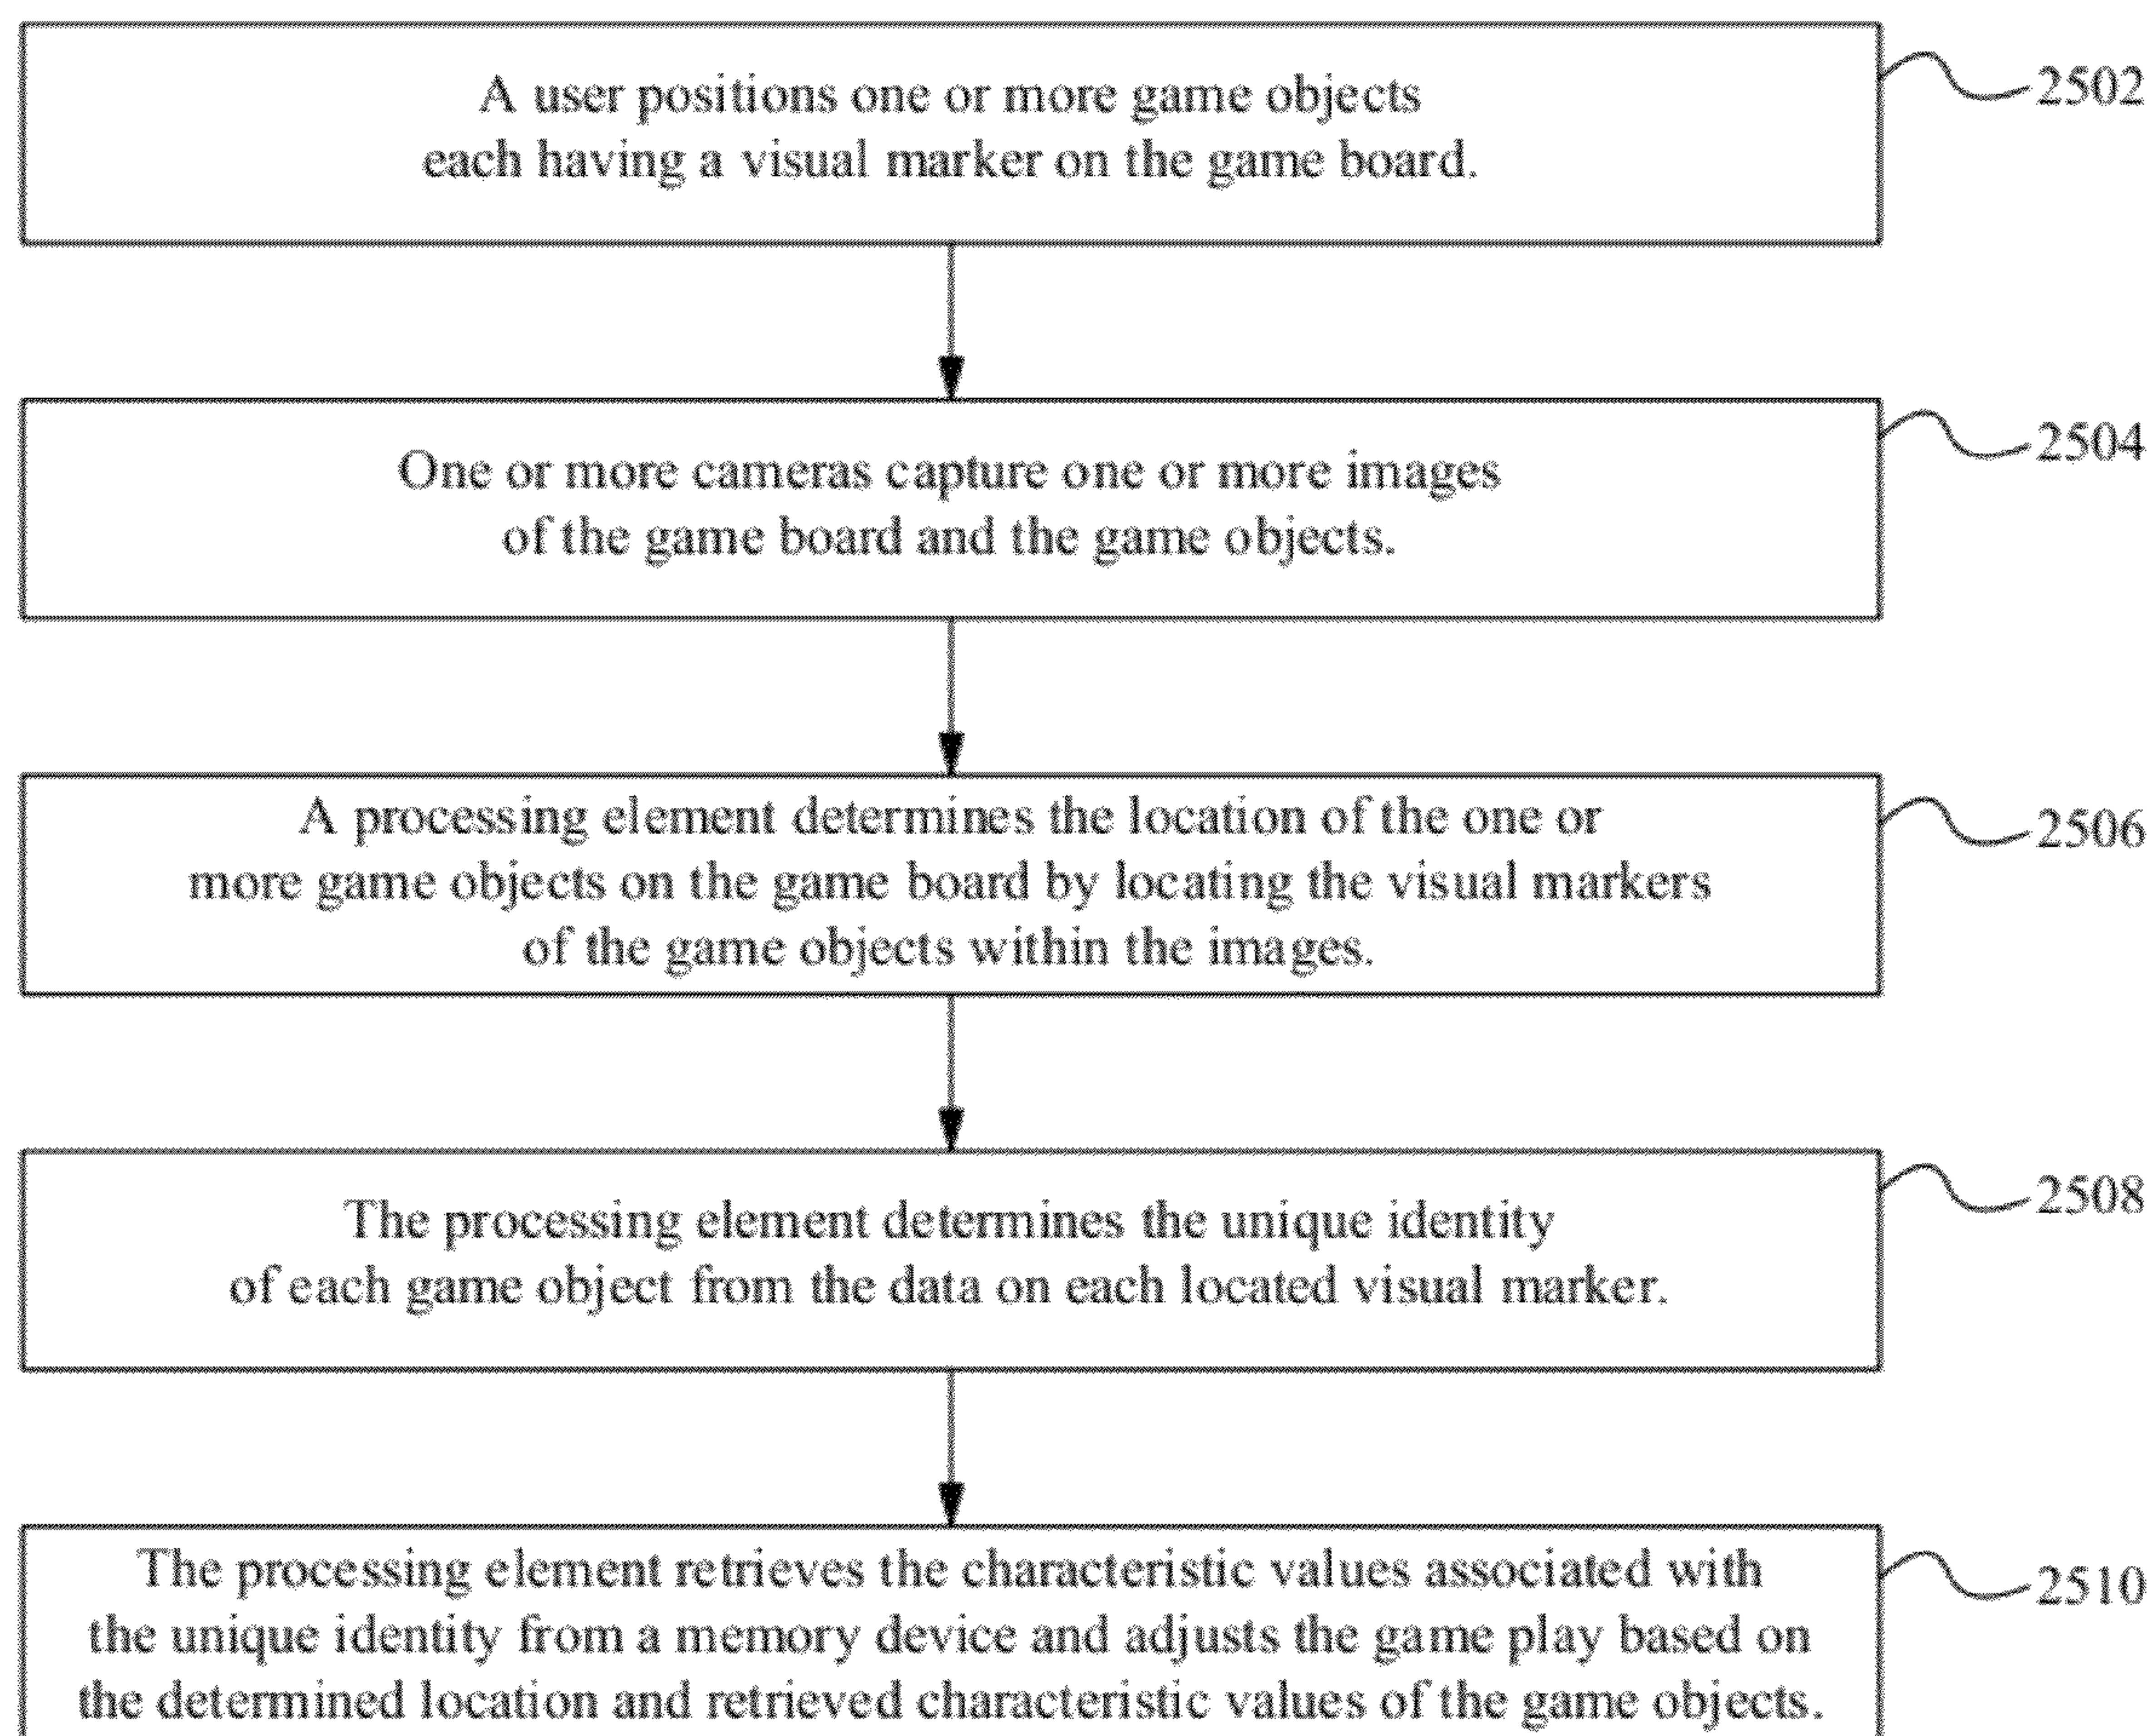 A user positions one or more game objects
each having a visual marker on the game board.
2502
One or more cameras capture one or more images
of the game board and the game objects.
2504
A processing element determines the location of the one or
more game objects on the game board by locating the visual markers
of the game objects within the images.
2506
The processing element determines the unique identity
of each game object from the data on each located visual marker.
2508
The processing element retrieves the characteristic values associated with
the unique identity from a memory device and adjusts the game play based on
the determined location and retrieved characteristic values of the game objects.
2510